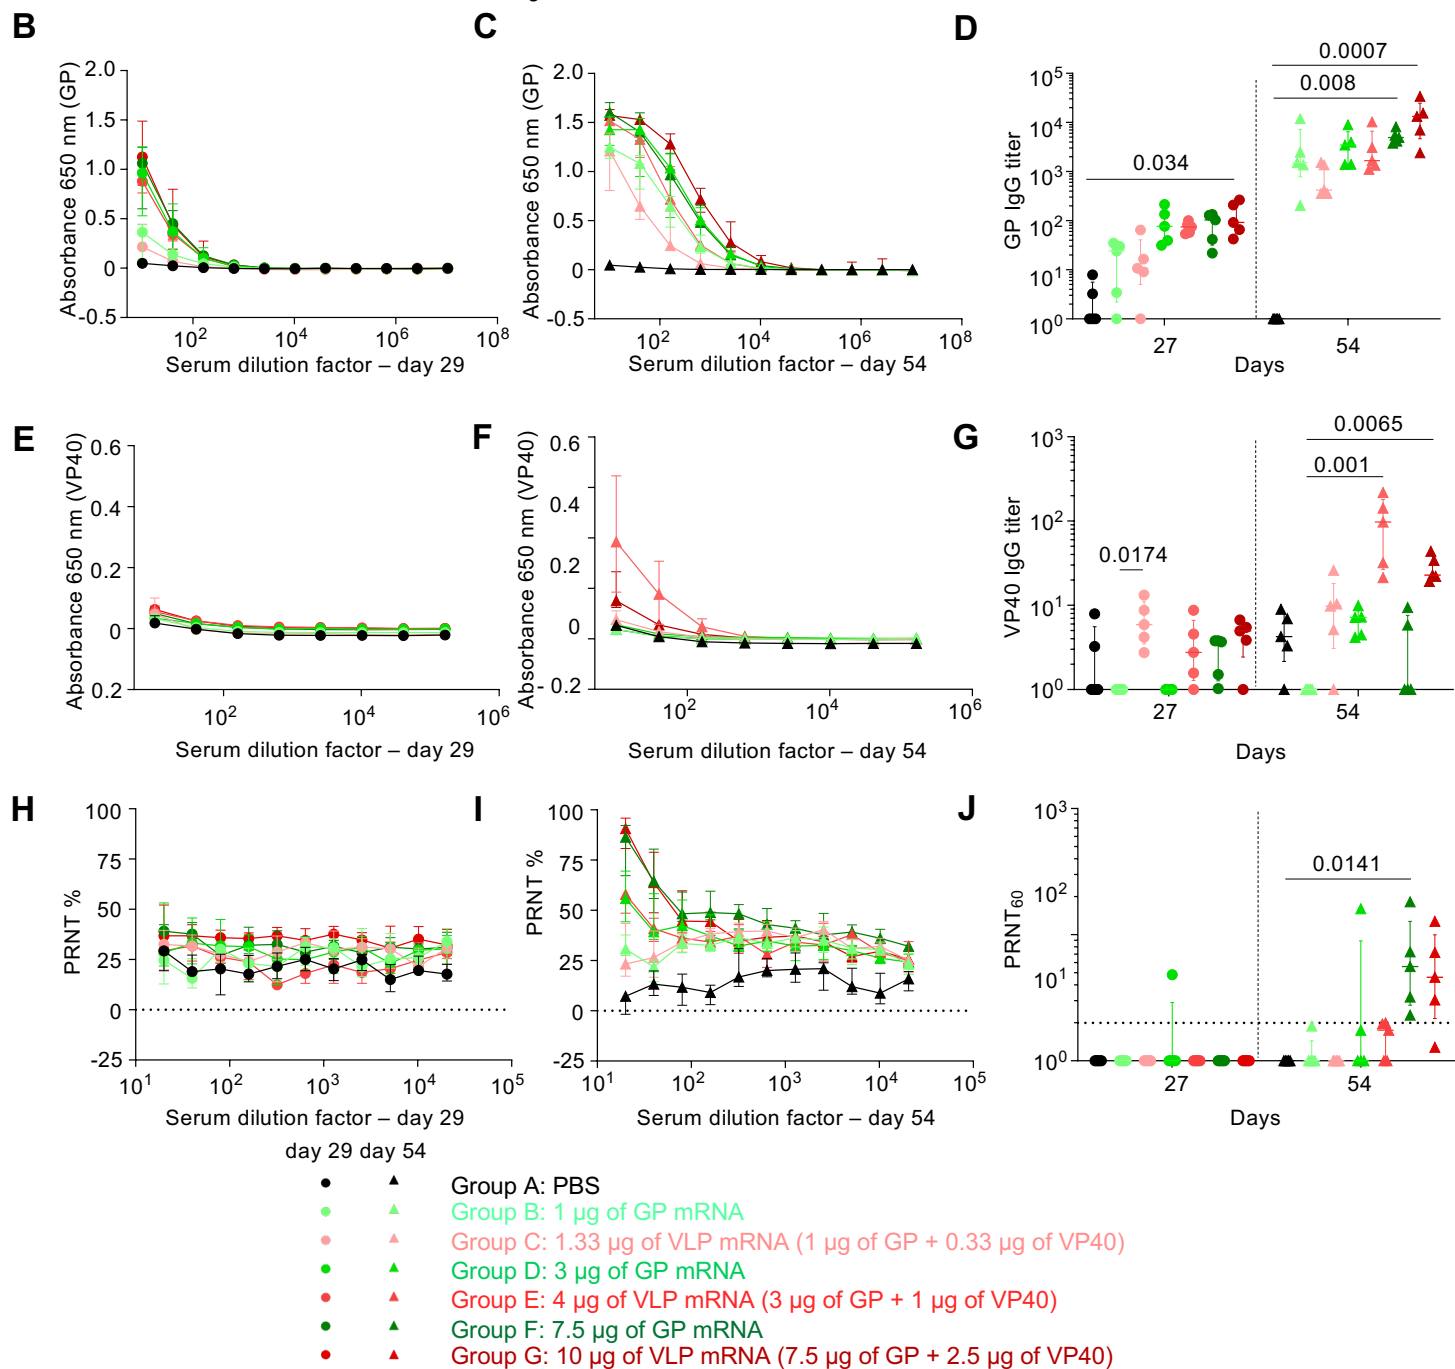 B
C
D
Absorbance 650 nm (GP)
2.0
1.5
1.0
0.5
0
-0.5
10² 10⁴ 10⁶ 10⁸
Serum dilution factor – day 29
Absorbance 650 nm (GP)
2.0
1.5
1.0
0.5
0
-0.5
10² 10⁴ 10⁶ 10⁸
Serum dilution factor – day 54
GP IgG titer
10⁵
10⁴
10³
10²
10¹
10⁰
0.0007
0.008
0.034
27 54
Days
E
F
G
Absorbance 650 nm (VP40)
0.6
0.4
0.2
0
0.2
10² 10⁴ 10⁶
Serum dilution factor – day 29
Absorbance 650 nm (VP40)
0.6
0.4
0.2
0
- 0.2
10² 10⁴ 10⁶
Serum dilution factor – day 54
VP40 IgG titer
10³
10²
10¹
10⁰
0.0065
0.001
0.0174
27 54
Days
H
I
J
PRNT %
100
75
50
25
0
-25
10¹ 10² 10³ 10⁴ 10⁵
Serum dilution factor – day 29
PRNT %
100
75
50
25
0
-25
10¹ 10² 10³ 10⁴ 10⁵
Serum dilution factor – day 54
PRNT₆₀
10³
10²
10¹
10⁰
0.0141
27 54
Days
day 29 day 54
Group A: PBS
Group B: 1 µg of GP mRNA
Group C: 1.33 µg of VLP mRNA (1 µg of GP + 0.33 µg of VP40)
Group D: 3 µg of GP mRNA
Group E: 4 µg of VLP mRNA (3 µg of GP + 1 µg of VP40)
Group F: 7.5 µg of GP mRNA
Group G: 10 µg of VLP mRNA (7.5 µg of GP + 2.5 µg of VP40)